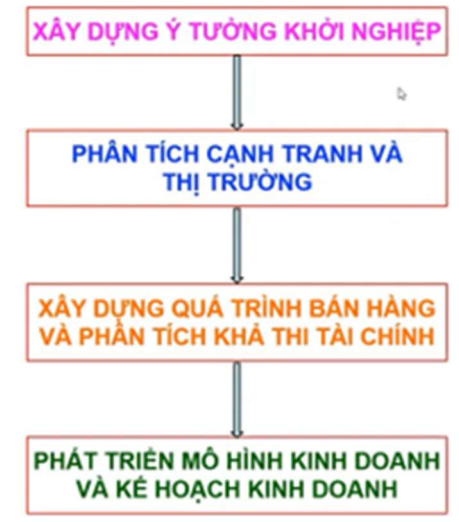 XÂY DỰNG Ý TƯỞNG KHỞI NGHIỆP
PHÂN TÍCH CẠNH TRANH VÀ
THỊ TRƯỜNG
XÂY DỰNG QUÁ TRÌNH BÁN HÀNG
VÀ PHÂN TÍCH KHẢ THI TÀI CHÍNH
PHÁT TRIỂN MÔ HÌNH KINH DOANH
VÀ KẾ HOẠCH KINH DOANH